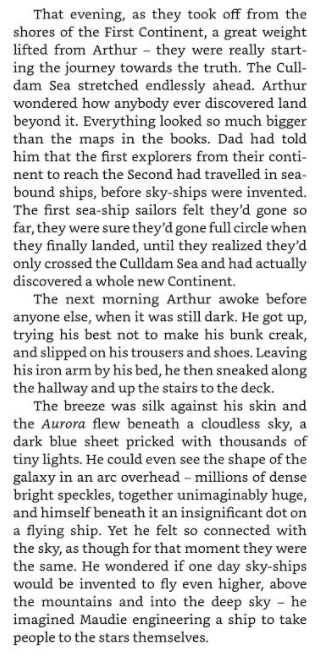 That evening, as they took off from the
shores of the First Continent, a great weight
lifted from Arthur – they were really start-
ing the journey towards the truth. The Cull-
dam Sea stretched endlessly ahead. Arthur
wondered how anybody ever discovered land
beyond it. Everything looked so much bigger
than the maps in the books. Dad had told
him that the first explorers from their conti-
nent to reach the Second had travelled in sea-
bound ships, before sky-ships were invented.
The first sea-ship sailors felt they’d gone so
far, they were sure they’d gone full circle when
they finally landed, until they realized they’d
only crossed the Culldam Sea and had actually
discovered a whole new Continent.
The next morning Arthur awoke before
anyone else, when it was still dark. He got up,
trying his best not to make his bunk creak,
and slipped on his trousers and shoes. Leaving
his iron arm by his bed, he then sneaked along
the hallway and up the stairs to the deck.
The breeze was silk against his skin and
the Aurora flew beneath a cloudless sky, a
dark blue sheet pricked with thousands of
tiny lights. He could even see the shape of the
galaxy in an arc overhead – millions of dense
bright speckles, together unimaginably huge,
and himself beneath it an insignificant dot on
a flying ship. Yet he felt so connected with
the sky, as though for that moment they were
the same. He wondered if one day sky-ships
would be invented to fly even higher, above
the mountains and into the deep sky – he
imagined Maudie engineering a ship to take
people to the stars themselves.